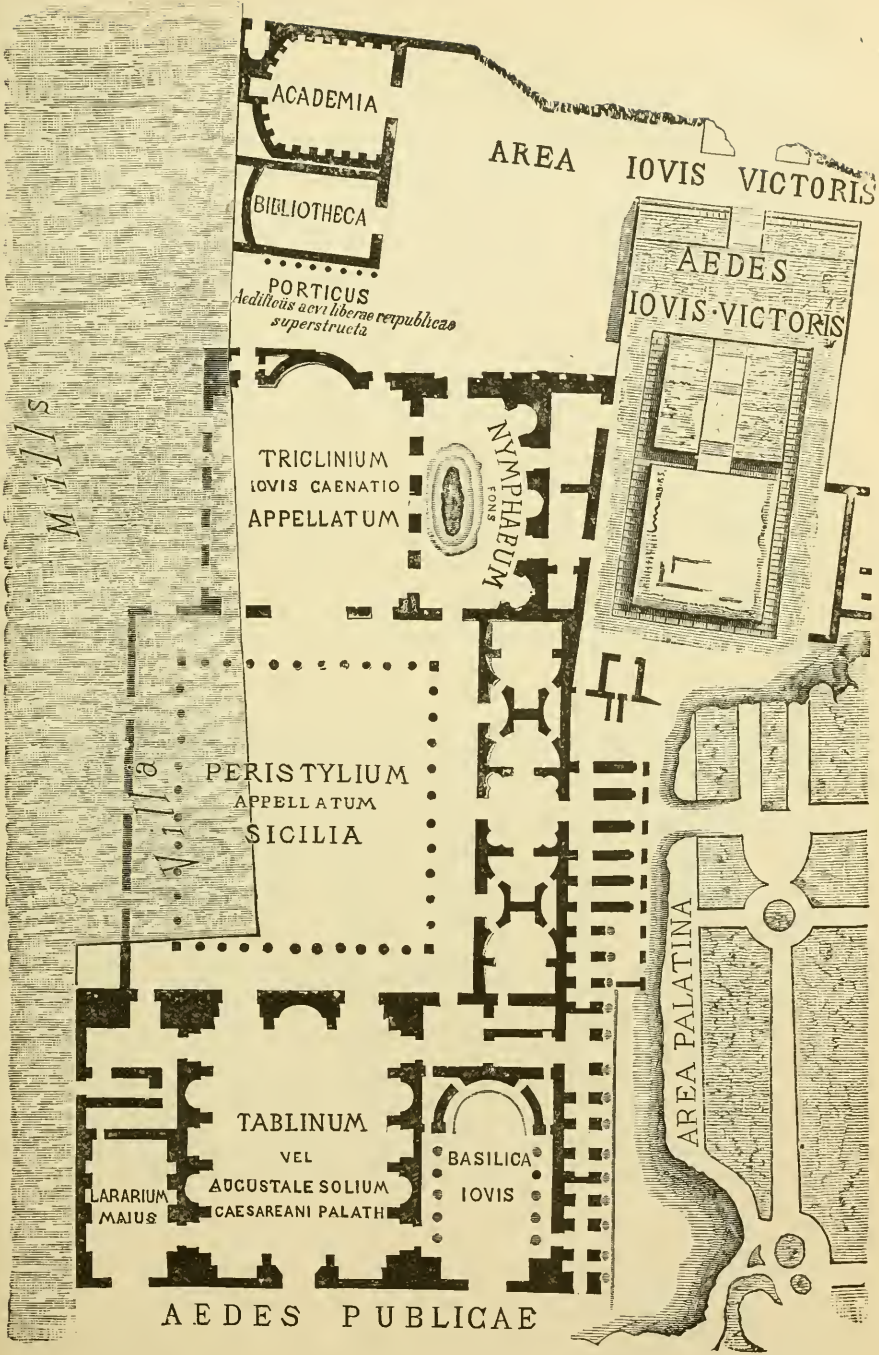 ACADEMIA
AREA IOVIS VICTORIS
BIBLIOTHECA
PORTICUS
Aedificiis aevi liberae reipublicae
superstructa
AEDES
IOVIS·VICTORIS
TRICLINIUM
IOVIS CAENATIO
APPELLATUM
NYMPHAEUM
FONS
Villa Mills
PERISTYLIUM
APPELLATUM
SICILIA
AREA PALATINA
TABLINUM
VEL
AUGUSTALE SOLIUM
CAESAREANI PALATII
BASILICA
IOVIS
LARARIUM
MAIUS
AEDES PUBLICAE